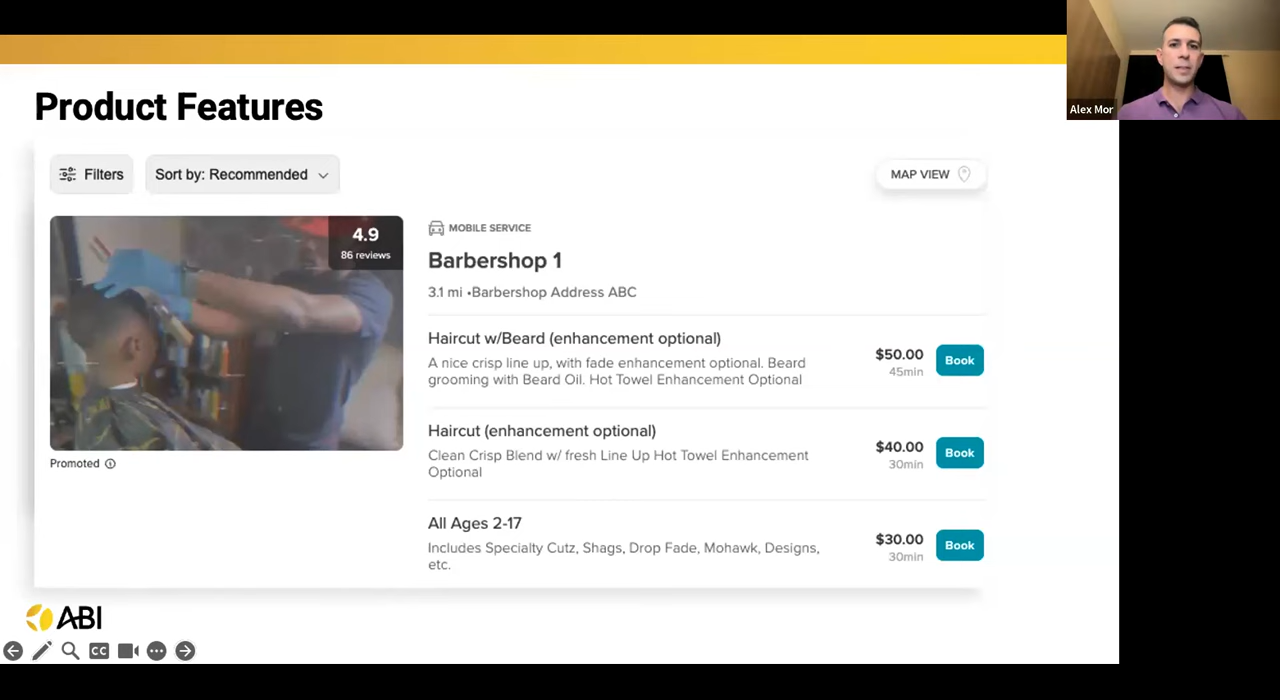 Product Features
Alex Mor
Filters
Sort by: Recommended
MAP VIEW
4.9
86 reviews
Promoted
MOBILE SERVICE
Barbershop 1
3.1 mi •Barbershop Address ABC
Haircut w/Beard (enhancement optional)
A nice crisp line up, with fade enhancement optional. Beard
grooming with Beard Oil. Hot Towel Enhancement Optional
$50.00
45min
Book
Haircut (enhancement optional)
Clean Crisp Blend w/ fresh Line Up Hot Towel Enhancement
Optional
$40.00
30min
Book
All Ages 2-17
Includes Specialty Cutz, Shags, Drop Fade, Mohawk, Designs,
etc.
$30.00
30min
Book
ABI
CC